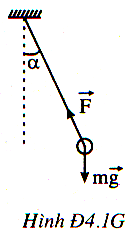 α
F⃗
mg⃗
Hình Đ4.1G